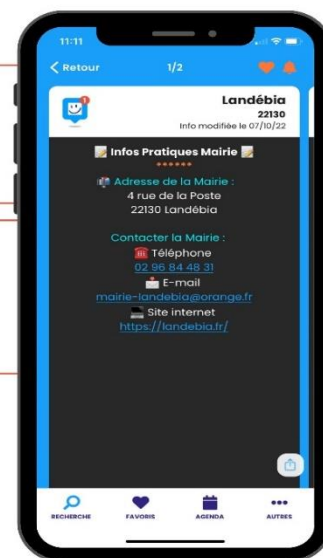 11:11
Retour
1/2
1
Landébia
22130
Info modifiée le 07/10/22
Infos Pratiques Mairie
Adresse de la Mairie :
4 rue de la Poste
22130 Landébia
Contacter la Mairie :
Téléphone
02 96 84 48 31
E-mail
mairie-landebia@orange.fr
Site internet
https://landebia.fr/
RECHERCHE
FAVORIS
AGENDA
AUTRES